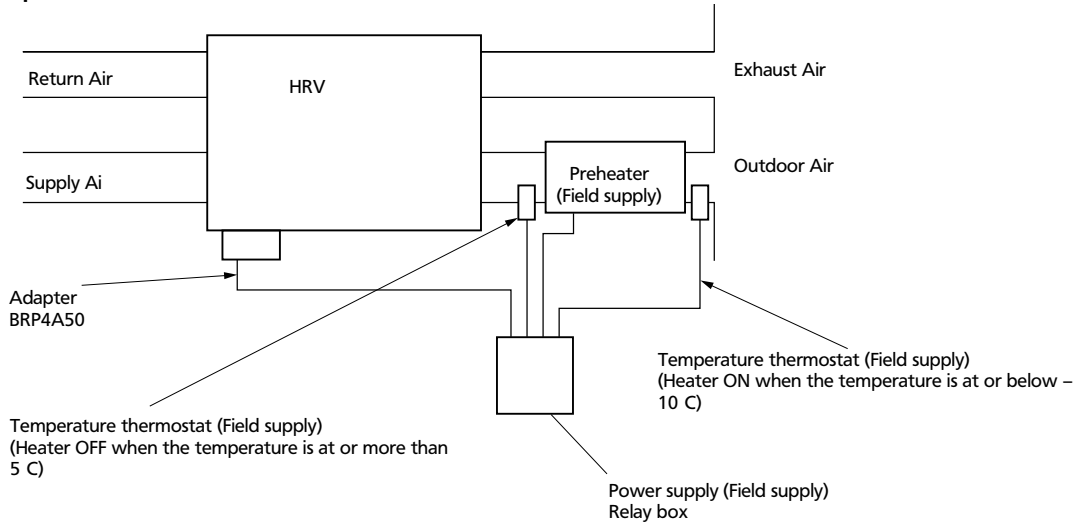 Return Air
HRV
Exhaust Air
Supply Ai
Preheater
(Field supply)
Outdoor Air
Adapter
BRP4A50
Temperature thermostat (Field supply)
(Heater ON when the temperature is at or below –
10 C)
Temperature thermostat (Field supply)
(Heater OFF when the temperature is at or more than
5 C)
Power supply (Field supply)
Relay box